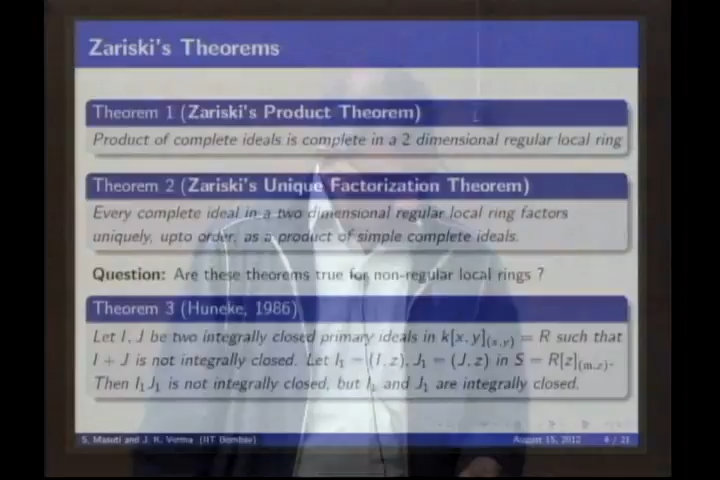 Zariski's Theorems
Theorem 1 (Zariski's Product Theorem)
Product of complete ideals is complete in a 2 dimensional regular local ring
Theorem 2 (Zariski's Unique Factorization Theorem)
Every complete ideal in a two dimensional regular local ring factors
uniquely, upto order, as a product of simple complete ideals.
Question: Are these theorems true for non-regular local rings ?
Theorem 3 (Huneke, 1986)
Let I, J be two integrally closed primary ideals in k[x, y]₍ₓ,y₎ = R such that
I + J is not integrally closed. Let I₁ = (I, z), J₁ = (J, z) in S = R[z]₍m,z₎.
Then I₁J₁ is not integrally closed, but I₁ and J₁ are integrally closed.
S. Masuti and J. K. Verma (IIT Bombay)
August 15, 2012
4 / 21